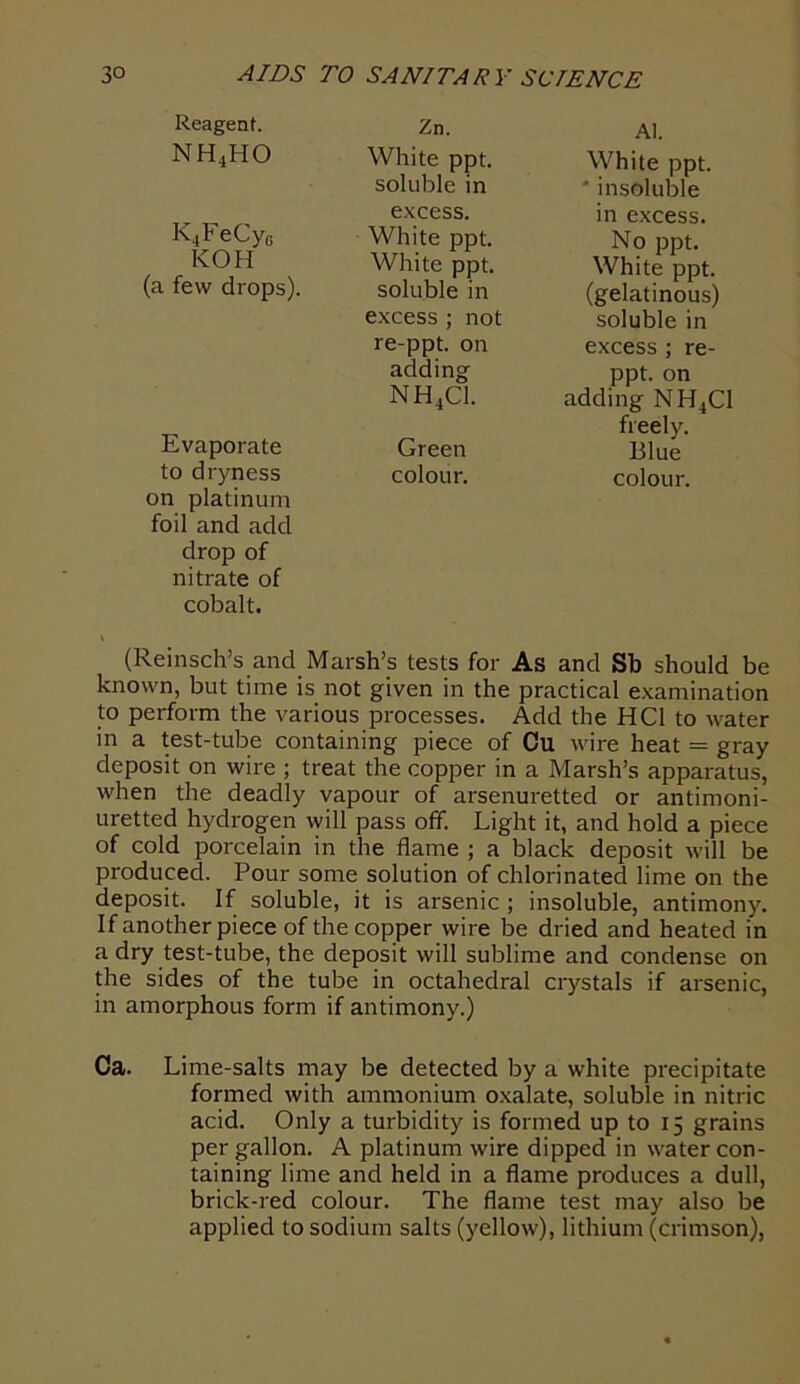 30 AIDS TO SANITARY SCIENCE
Reagent. Zn. Al.
NH₄HO White ppt. White ppt.
soluble in insoluble
excess. in excess.
K₄FeCy₆ White ppt. No ppt.
KOH White ppt. White ppt.
(a few drops). soluble in (gelatinous)
excess ; not soluble in
re-ppt. on excess ; re-
adding ppt. on
NH₄Cl. adding NH₄Cl
freely.
Evaporate Green Blue
to dryness colour. colour.
on platinum
foil and add
drop of
nitrate of
cobalt.
(Reinsch’s and Marsh’s tests for As and Sb should be
known, but time is not given in the practical examination
to perform the various processes. Add the HCl to water
in a test-tube containing piece of Cu wire heat = gray
deposit on wire ; treat the copper in a Marsh’s apparatus,
when the deadly vapour of arsenuretted or antimoni-
uretted hydrogen will pass off. Light it, and hold a piece
of cold porcelain in the flame ; a black deposit will be
produced. Pour some solution of chlorinated lime on the
deposit. If soluble, it is arsenic ; insoluble, antimony.
If another piece of the copper wire be dried and heated in
a dry test-tube, the deposit will sublime and condense on
the sides of the tube in octahedral crystals if arsenic,
in amorphous form if antimony.)
Ca. Lime-salts may be detected by a white precipitate
formed with ammonium oxalate, soluble in nitric
acid. Only a turbidity is formed up to 15 grains
per gallon. A platinum wire dipped in water con-
taining lime and held in a flame produces a dull,
brick-red colour. The flame test may also be
applied to sodium salts (yellow), lithium (crimson),